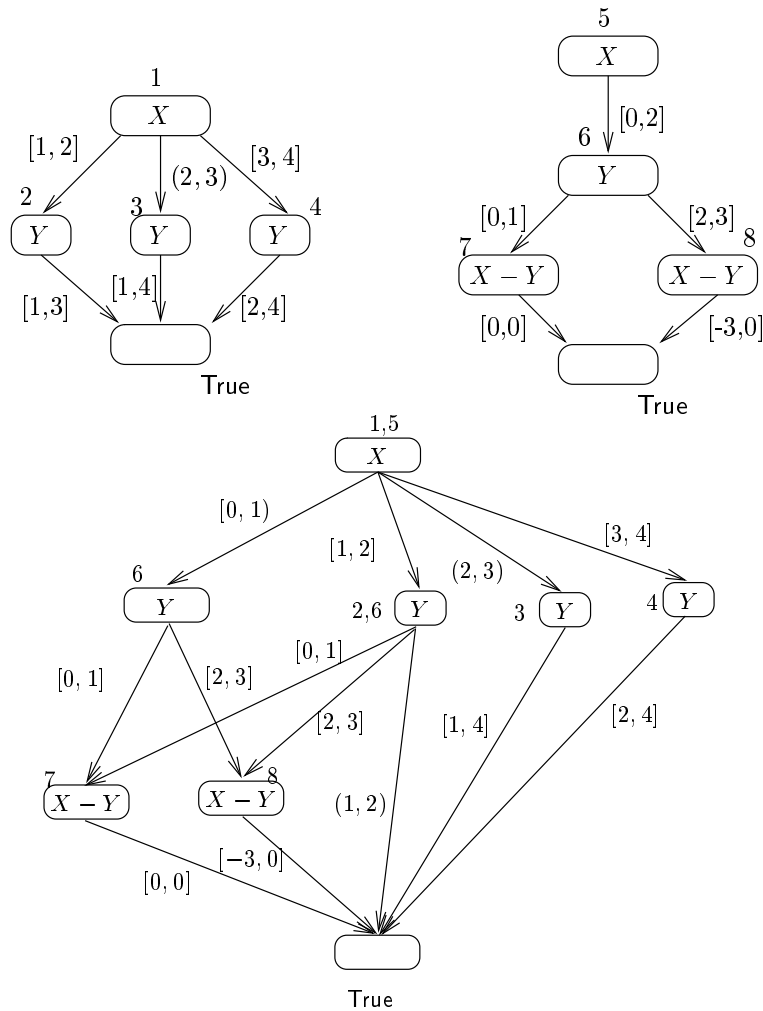 1
X
[1, 2]
(2, 3)
[3, 4]
2
3
4
Y
Y
Y
[1,3]
[1,4]
[2,4]
True
5
X
[0,2]
6
Y
[0,1]
[2,3]
7
8
X − Y
X − Y
[0,0]
[-3,0]
True
1,5
X
[0, 1)
[1, 2]
(2, 3)
[3, 4]
6
Y
2,6
Y
3
Y
4
Y
[0, 1]
[2, 3]
[0, 1]
[2, 3]
[1, 4]
[2, 4]
7
X − Y
8
X − Y
(1, 2)
[0, 0]
[−3, 0]
True